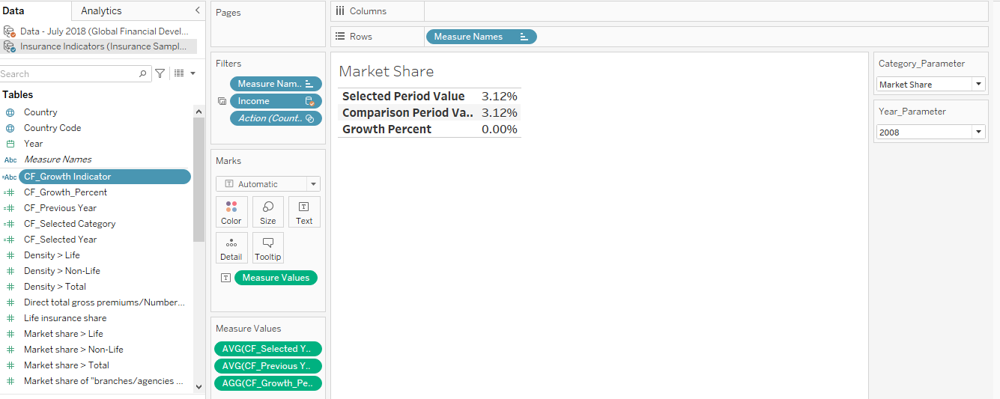 Data
Analytics
Data - July 2018 (Global Financial Devel...
Insurance Indicators (Insurance Sampl...
Search
Tables
Country
Country Code
Year
Abc Measure Names
=Abc CF_Growth Indicator
=# CF_Growth_Percent
=# CF_Previous Year
=# CF_Selected Category
=# CF_Selected Year
# Density > Life
# Density > Non-Life
# Density > Total
# Direct total gross premiums/Number...
# Life insurance share
# Market share > Life
# Market share > Non-Life
# Market share > Total
# Market share of "branches/agencies ...
Pages
Filters
Measure Nam..
Income
Action (Count..
Marks
T Automatic
Color
Size
T Text
Detail
Tooltip
T Measure Values
Measure Values
AVG(CF_Selected Y..
AVG(CF_Previous Y..
AGG(CF_Growth_Pe..
Columns
Rows
Measure Names
Market Share
Selected Period Value 3.12%
Comparison Period Va.. 3.12%
Growth Percent 0.00%
Category_Parameter
Market Share
Year_Parameter
2008